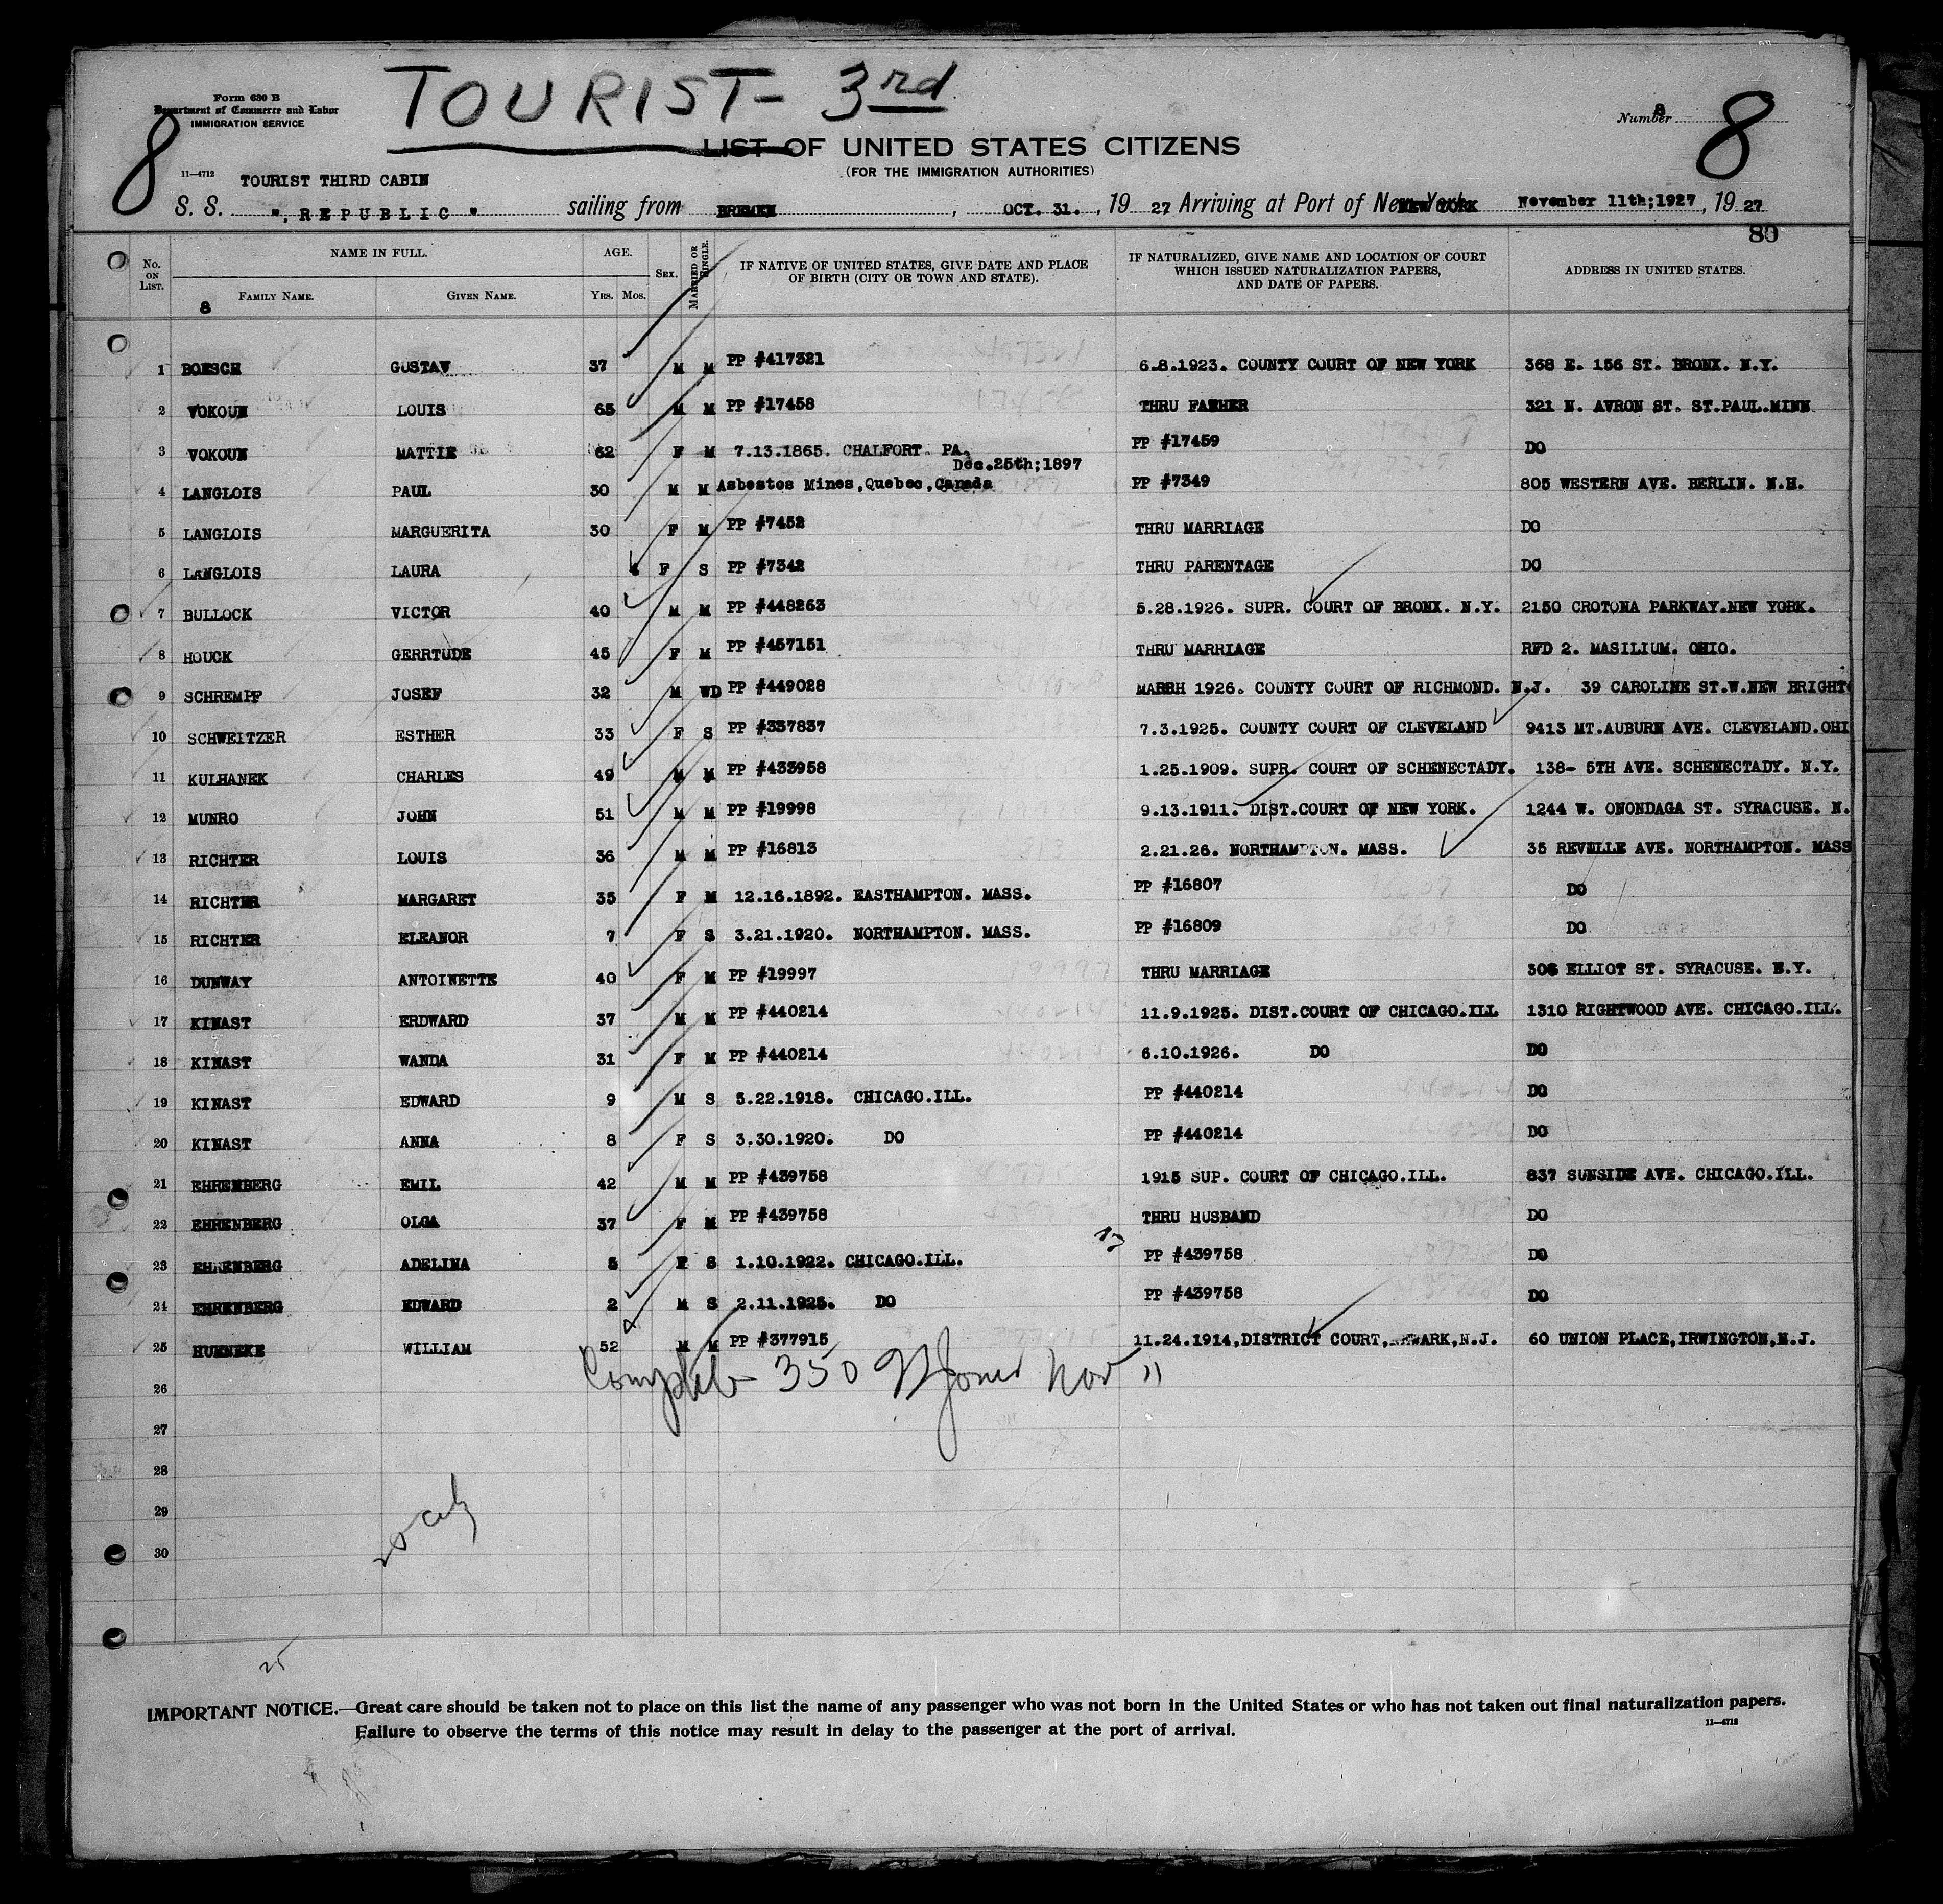 TOURIST - 3rd
Form 630 B
Department of Commerce and Labor
IMMIGRATION SERVICE
8
Number 8
8
LIST OF UNITED STATES CITIZENS
(FOR THE IMMIGRATION AUTHORITIES)
11—4712
TOURIST THIRD CABIN
S. S. ", REPUBLIC " sailing from BREMEN, OCT. 31., 1927 Arriving at Port of New York NEW YORK November 11th;1927, 1927
80
No. ON LIST. NAME IN FULL. AGE. SEX. MARRIED OR SINGLE. IF NATIVE OF UNITED STATES, GIVE DATE AND PLACE OF BIRTH (CITY OR TOWN AND STATE). IF NATURALIZED, GIVE NAME AND LOCATION OF COURT WHICH ISSUED NATURALIZATION PAPERS, AND DATE OF PAPERS. ADDRESS IN UNITED STATES.
FAMILY NAME. GIVEN NAME. YRS. MOS.
8
1 BOESCH GUSTAV 37 M M PP #417321 6.8.1923. COUNTY COURT OF NEW YORK 368 E. 156 ST. BRONX. N.Y.
2 VOKOUN LOUIS 65 M M PP #17458 THRU FATHER 321 N. AVRON ST. ST.PAUL.MINN
3 VOKOUN MATTIE 62 F M 7.13.1865. CHALFORT. PA. PP #17459 DO
Dec.25th;1897
4 LANGLOIS PAUL 30 M M Asbestos Mines,Quebec,Canada PP #7349 805 WESTERN AVE. BERLIN. N.H.
5 LANGLOIS MARGUERITA 30 F M PP #7452 THRU MARRIAGE DO
6 LANGLOIS LAURA F S PP #7342 THRU PARENTAGE DO
7 BULLOCK VICTOR 40 M M PP #448263 5.28.1926. SUPR. COURT OF BRONX. N.Y. 2150 CROTONA PARKWAY.NEW YORK.
8 HOUCK GERRTUDE 45 F M PP #457151 THRU MARRIAGE RFD 2. MASILIUM. OHIO.
9 SCHREMPF JOSEF 32 M WD PP #449028 MARRH 1926. COUNTY COURT OF RICHMOND. N.J. 39 CAROLINE ST.W.NEW BRIGHTO
10 SCHWEITZER ESTHER 33 F S PP #337837 7.3.1925. COUNTY COURT OF CLEVELAND 9413 MT.AUBURN AVE. CLEVELAND.OHI
11 KULHANEK CHARLES 49 M M PP #433958 1.25.1909. SUPR. COURT OF SCHENECTADY. 138- 5TH AVE. SCHENECTADY. N.Y.
12 MUNRO JOHN 51 M M PP #19998 9.13.1911. DIST.COURT OF NEW YORK. 1244 W. ONONDAGA ST. SYRACUSE. N.
13 RICHTER LOUIS 36 M M PP #16813 2.21.26. NORTHAMPTON. MASS. 35 REVILLE AVE. NORTHAMPTON. MASS
14 RICHTER MARGARET 35 F M 12.16.1892. EASTHAMPTON. MASS. PP #16807 DO
15 RICHTER ELEANOR 7 F S 3.21.1920. NORTHAMPTON. MASS. PP #16809 DO
16 DUNWAY ANTOINETTE 40 F M PP #19997 THRU MARRIAGE 306 ELLIOT ST. SYRACUSE. N.Y.
17 KINAST ERDWARD 37 M M PP #440214 11.9.1925. DIST.COURT OF CHICAGO.ILL 1310 RIGHTWOOD AVE. CHICAGO.ILL.
18 KINAST WANDA 31 F M PP #440214 6.10.1926. DO DO
19 KINAST EDWARD 9 M S 5.22.1918. CHICAGO.ILL. PP #440214 DO
20 KINAST ANNA 8 F S 3.30.1920. DO PP #440214 DO
21 EHRENBERG EMIL 42 M M PP #439758 1915 SUP. COURT OF CHICAGO.ILL. 837 SUNSIDE AVE. CHICAGO.ILL.
22 EHRENBERG OLGA 37 F M PP #439758 THRU HUSBAND DO
23 EHRENBERG ADELINA 5 F S 1.10.1922. CHICAGO.ILL. PP #439758 DO
24 EHRENBERG EDWARD 2 M S 2.11.1925. DO PP #439758 DO
25 HUENEKE WILLIAM 52 M M PP #377915 11.24.1914,DISTRICT COURT,NEWARK,N.J. 60 UNION PLACE,IRWINGTON,N.J.
Complete 350 Jones Nov 11
26
27
28
29
30
25
IMPORTANT NOTICE.—Great care should be taken not to place on this list the name of any passenger who was not born in the United States or who has not taken out final naturalization papers.
Failure to observe the terms of this notice may result in delay to the passenger at the port of arrival.
11—4712